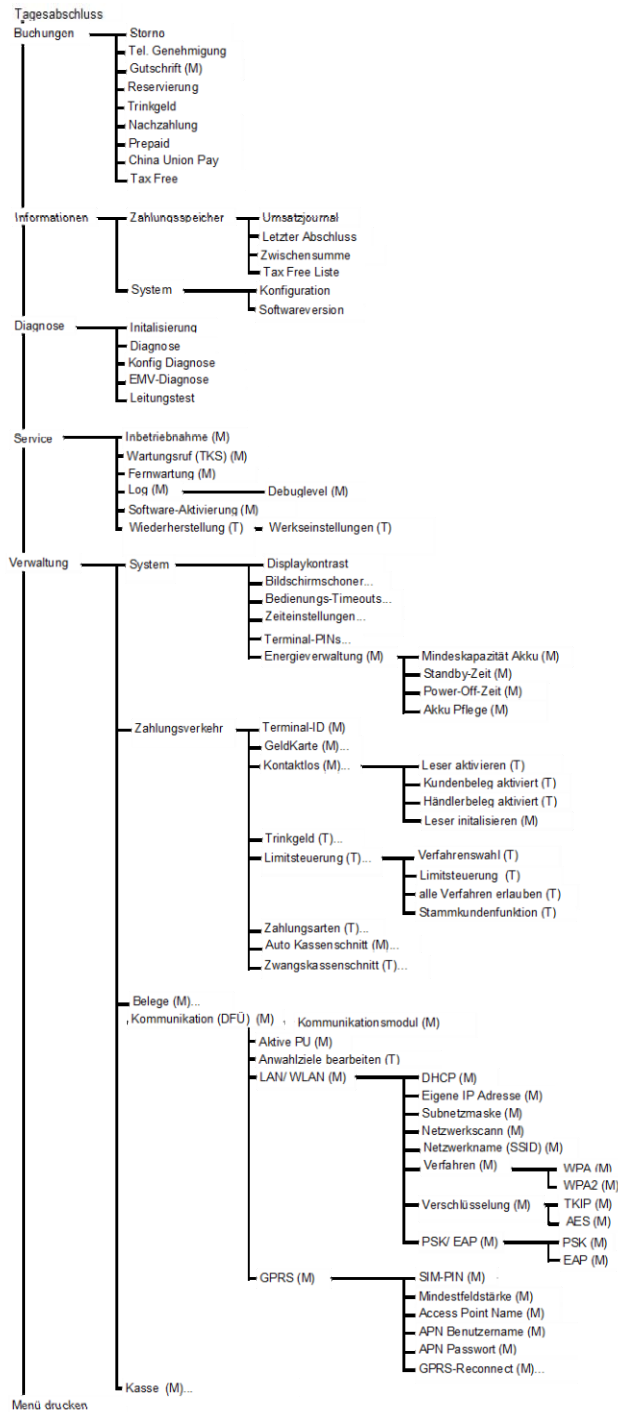 Tagesabschluss
Buchungen
Storno
Tel. Genehmigung
Gutschrift (M)
Reservierung
Trinkgeld
Nachzahlung
Prepaid
China Union Pay
Tax Free
Informationen
Zahlungsspeicher
Umsatzjournal
Letzter Abschluss
Zwischensumme
Tax Free Liste
System
Konfiguration
Softwareversion
Diagnose
Initalisierung
Diagnose
Konfig Diagnose
EMV-Diagnose
Leitungstest
Service
Inbetriebnahme (M)
Wartungsruf (TKS) (M)
Fernwartung (M)
Log (M)
Debuglevel (M)
Software-Aktivierung (M)
Wiederherstellung (T)
Werkseinstellungen (T)
Verwaltung
System
Displaykontrast
Bildschirmschoner...
Bedienungs-Timeouts...
Zeiteinstellungen...
Terminal-PINs...
Energieverwaltung (M)
Mindeskapazität Akku (M)
Standby-Zeit (M)
Power-Off-Zeit (M)
Akku Pflege (M)
Zahlungsverkehr
Terminal-ID (M)
GeldKarte (M)...
Kontaktlos (M)...
Leser aktivieren (T)
Kundenbeleg aktiviert (T)
Händlerbeleg aktiviert (T)
Leser initalisieren (M)
Trinkgeld (T)...
Limitsteuerung (T)...
Verfahrenswahl (T)
Limitsteuerung (T)
alle Verfahren erlauben (T)
Stammkundenfunktion (T)
Zahlungsarten (T)...
Auto Kassenschnitt (M)...
Zwangskassenschnitt (T)...
Belege (M)...
Kommunikation (DFÜ) (M)
Kommunikationsmodul (M)
Aktive PU (M)
Anwahlziele bearbeiten (T)
LAN/ WLAN (M)
DHCP (M)
Eigene IP Adresse (M)
Subnetzmaske (M)
Netzwerkscann (M)
Netzwerkname (SSID) (M)
Verfahren (M)
WPA (M)
WPA2 (M)
Verschlüsselung (M)
TKIP (M)
AES (M)
PSK/ EAP (M)
PSK (M)
EAP (M)
GPRS (M)
SIM-PIN (M)
Mindestfeldstärke (M)
Access Point Name (M)
APN Benutzername (M)
APN Passwort (M)
GPRS-Reconnect (M)...
Kasse (M)...
Menü drucken